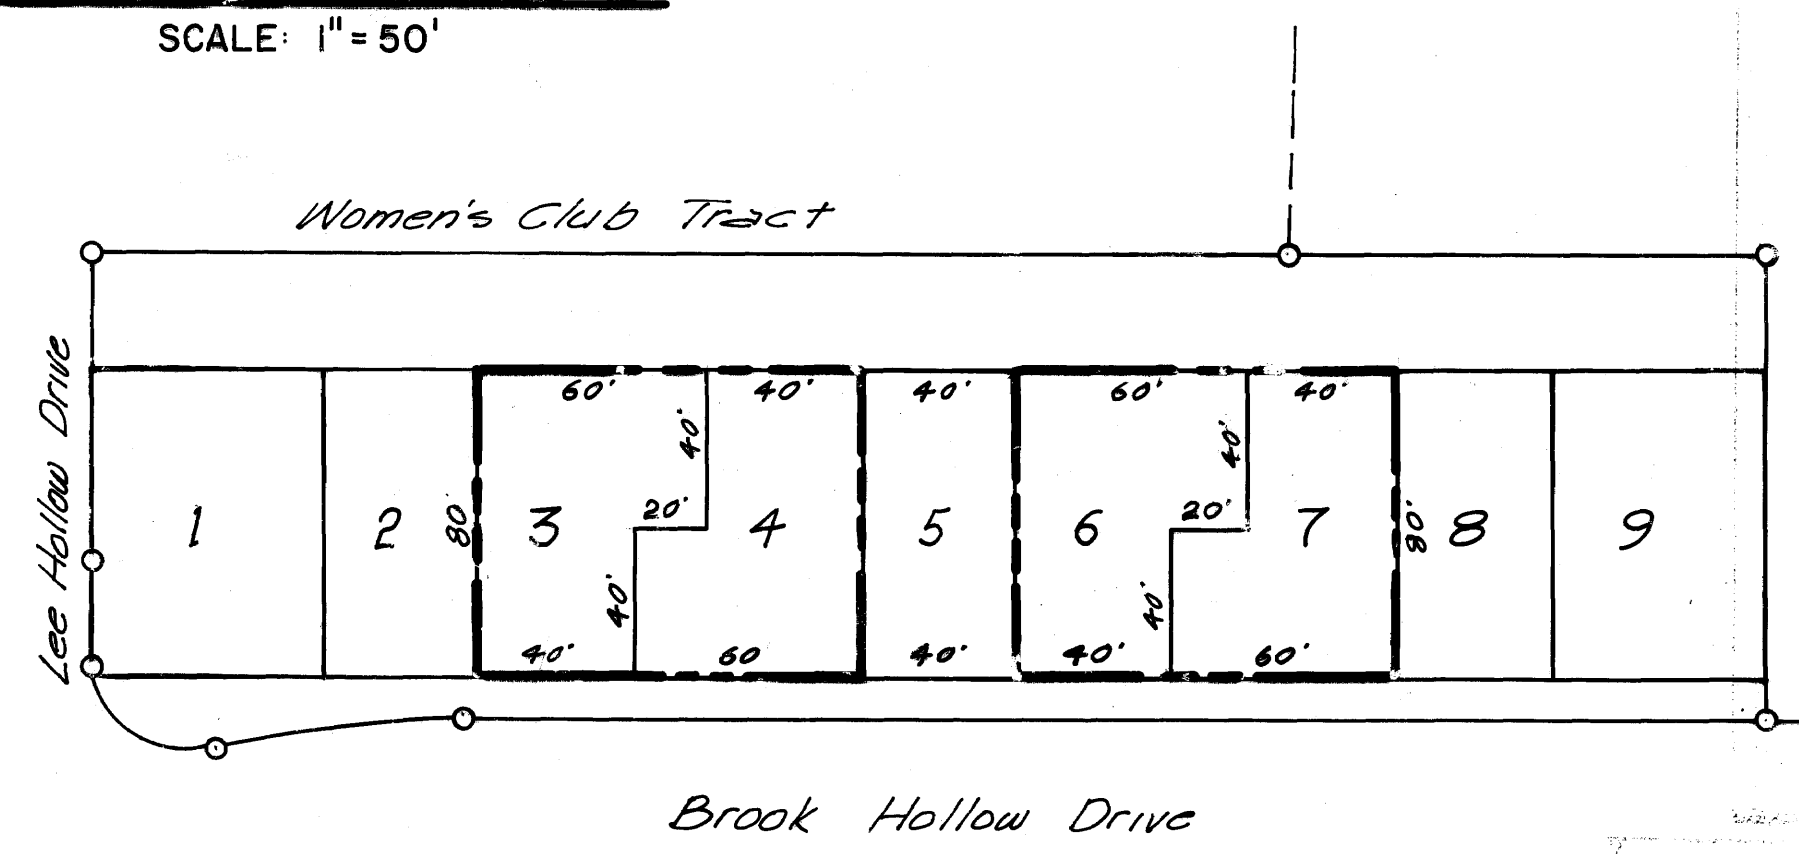 SCALE: 1" = 50'
Women's Club Tract
Lee Hollow Drive
60' 40' 40' 60' 40'
40' 40'
1 2 80' 3 20' 4 5 6 20' 7 80' 8 9
40' 40'
40' 60 40' 40' 60'
Brook Hollow Drive